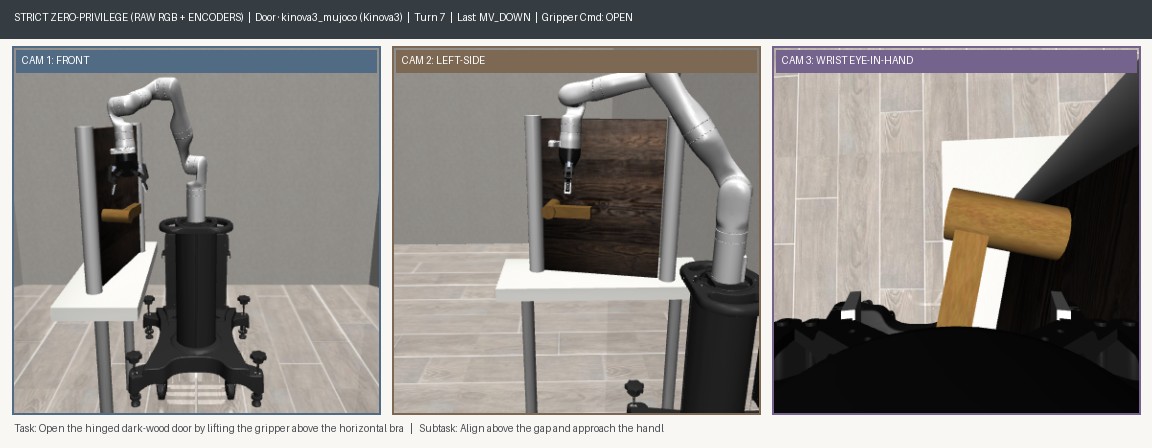 STRICT ZERO-PRIVILEGE (RAW RGB + ENCODERS) | Door · kinova3_mujoco (Kinova3) | Turn 7 | Last MV_DOWN | Gripper Cmd: OPEN
CAM 1: FRONT
CAM 2: LEFT-SIDE
CAM 3: WRIST EYE-IN-HAND
Task: Open the hinged dark-wood door by lifting the gripper above the horizontal bra | Subtask: Align above the gap and approach the handl